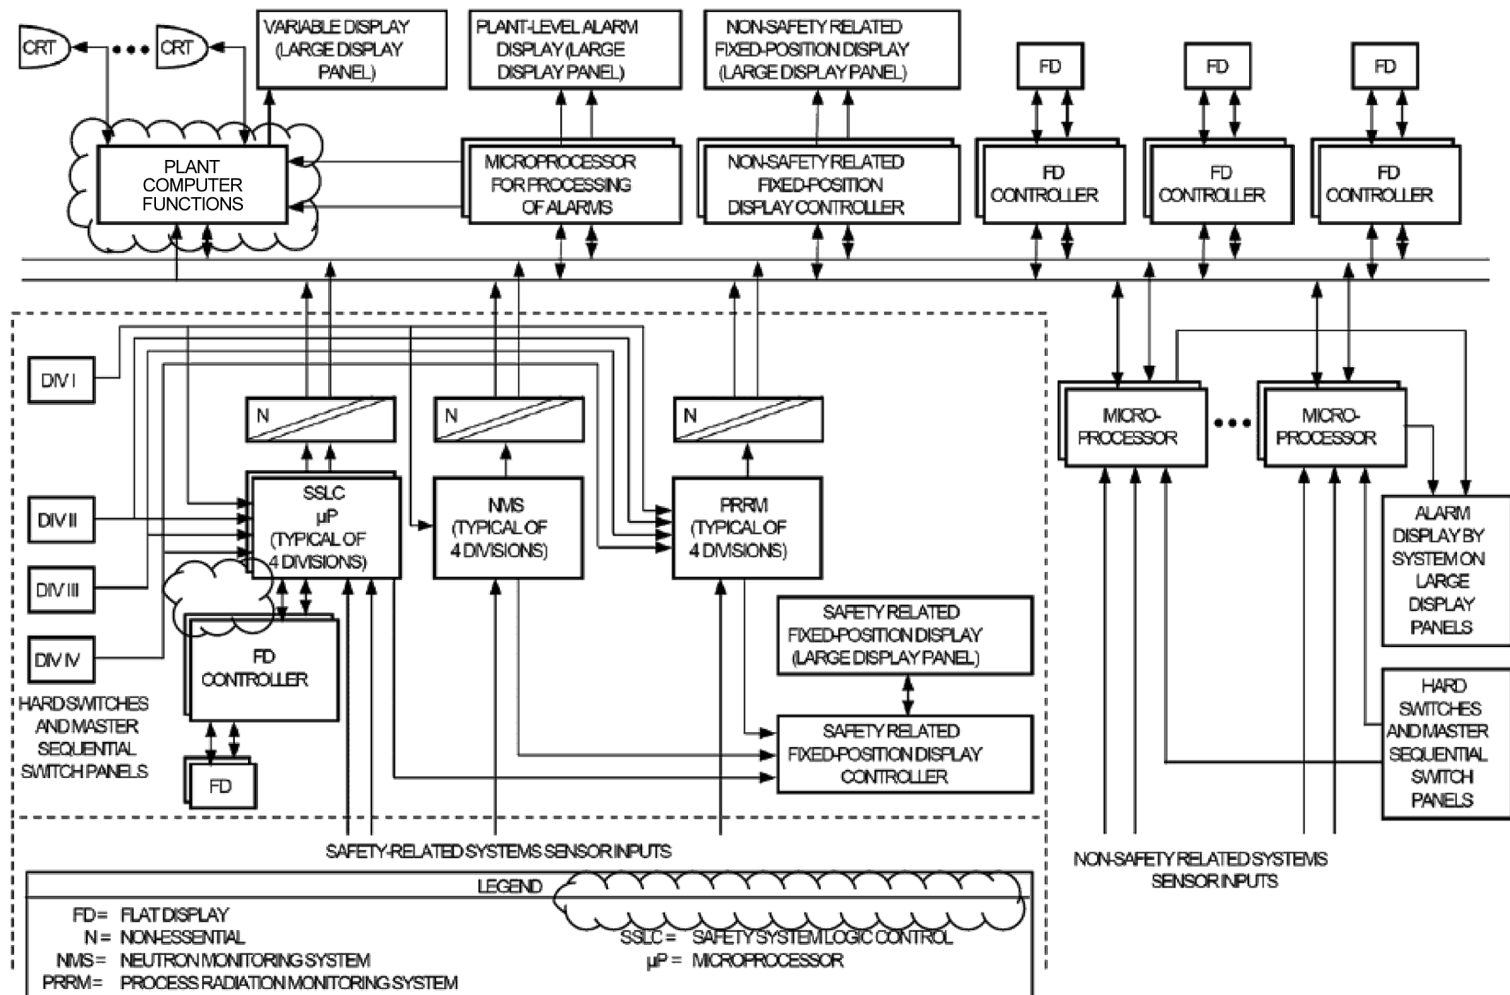 CRT
CRT
VARIABLE DISPLAY
(LARGE DISPLAY
PANEL)
PLANT-LEVEL ALARM
DISPLAY (LARGE
DISPLAY PANEL)
NON-SAFETY RELATED
FIXED-POSITION DISPLAY
(LARGE DISPLAY PANEL)
FD
FD
FD
PLANT
COMPUTER
FUNCTIONS
MICROPROCESSOR
FOR PROCESSING
OF ALARMS
NON-SAFETY RELATED
FIXED-POSITION
DISPLAY CONTROLLER
FD
CONTROLLER
FD
CONTROLLER
FD
CONTROLLER
DIV I
DIV II
DIV III
DIV IV
HARD SWITCHES
AND MASTER
SEQUENTIAL
SWITCH PANELS
N
N
N
SSLC
µP
(TYPICAL OF
4 DIVISIONS)
NMS
(TYPICAL OF
4 DIVISIONS)
PRRM
(TYPICAL OF
4 DIVISIONS)
FD
CONTROLLER
FD
SAFETY RELATED
FIXED-POSITION DISPLAY
(LARGE DISPLAY PANEL)
SAFETY RELATED
FIXED-POSITION DISPLAY
CONTROLLER
SAFETY-RELATED SYSTEMS SENSOR INPUTS
MICRO-
PROCESSOR
MICRO-
PROCESSOR
ALARM
DISPLAY BY
SYSTEM ON
LARGE
DISPLAY
PANELS
HARD
SWITCHES
AND MASTER
SEQUENTIAL
SWITCH
PANELS
NON-SAFETY RELATED SYSTEMS
SENSOR INPUTS
LEGEND
FD = FLAT DISPLAY
N = NON-ESSENTIAL
NMS = NEUTRON MONITORING SYSTEM
PRRM = PROCESS RADIATION MONITORING SYSTEM
SSLC = SAFETY SYSTEM LOGIC CONTROL
µP = MICROPROCESSOR